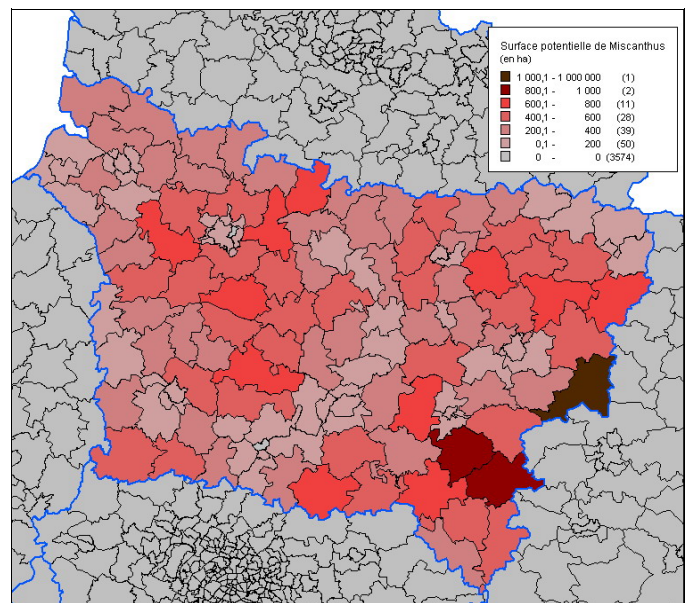 Surface potentielle de Miscanthus
(en ha)
1 000,1 - 1 000 000 (1)
800,1 - 1 000 (2)
600,1 - 800 (11)
400,1 - 600 (28)
200,1 - 400 (39)
0,1 - 200 (50)
0 - 0 (3574)